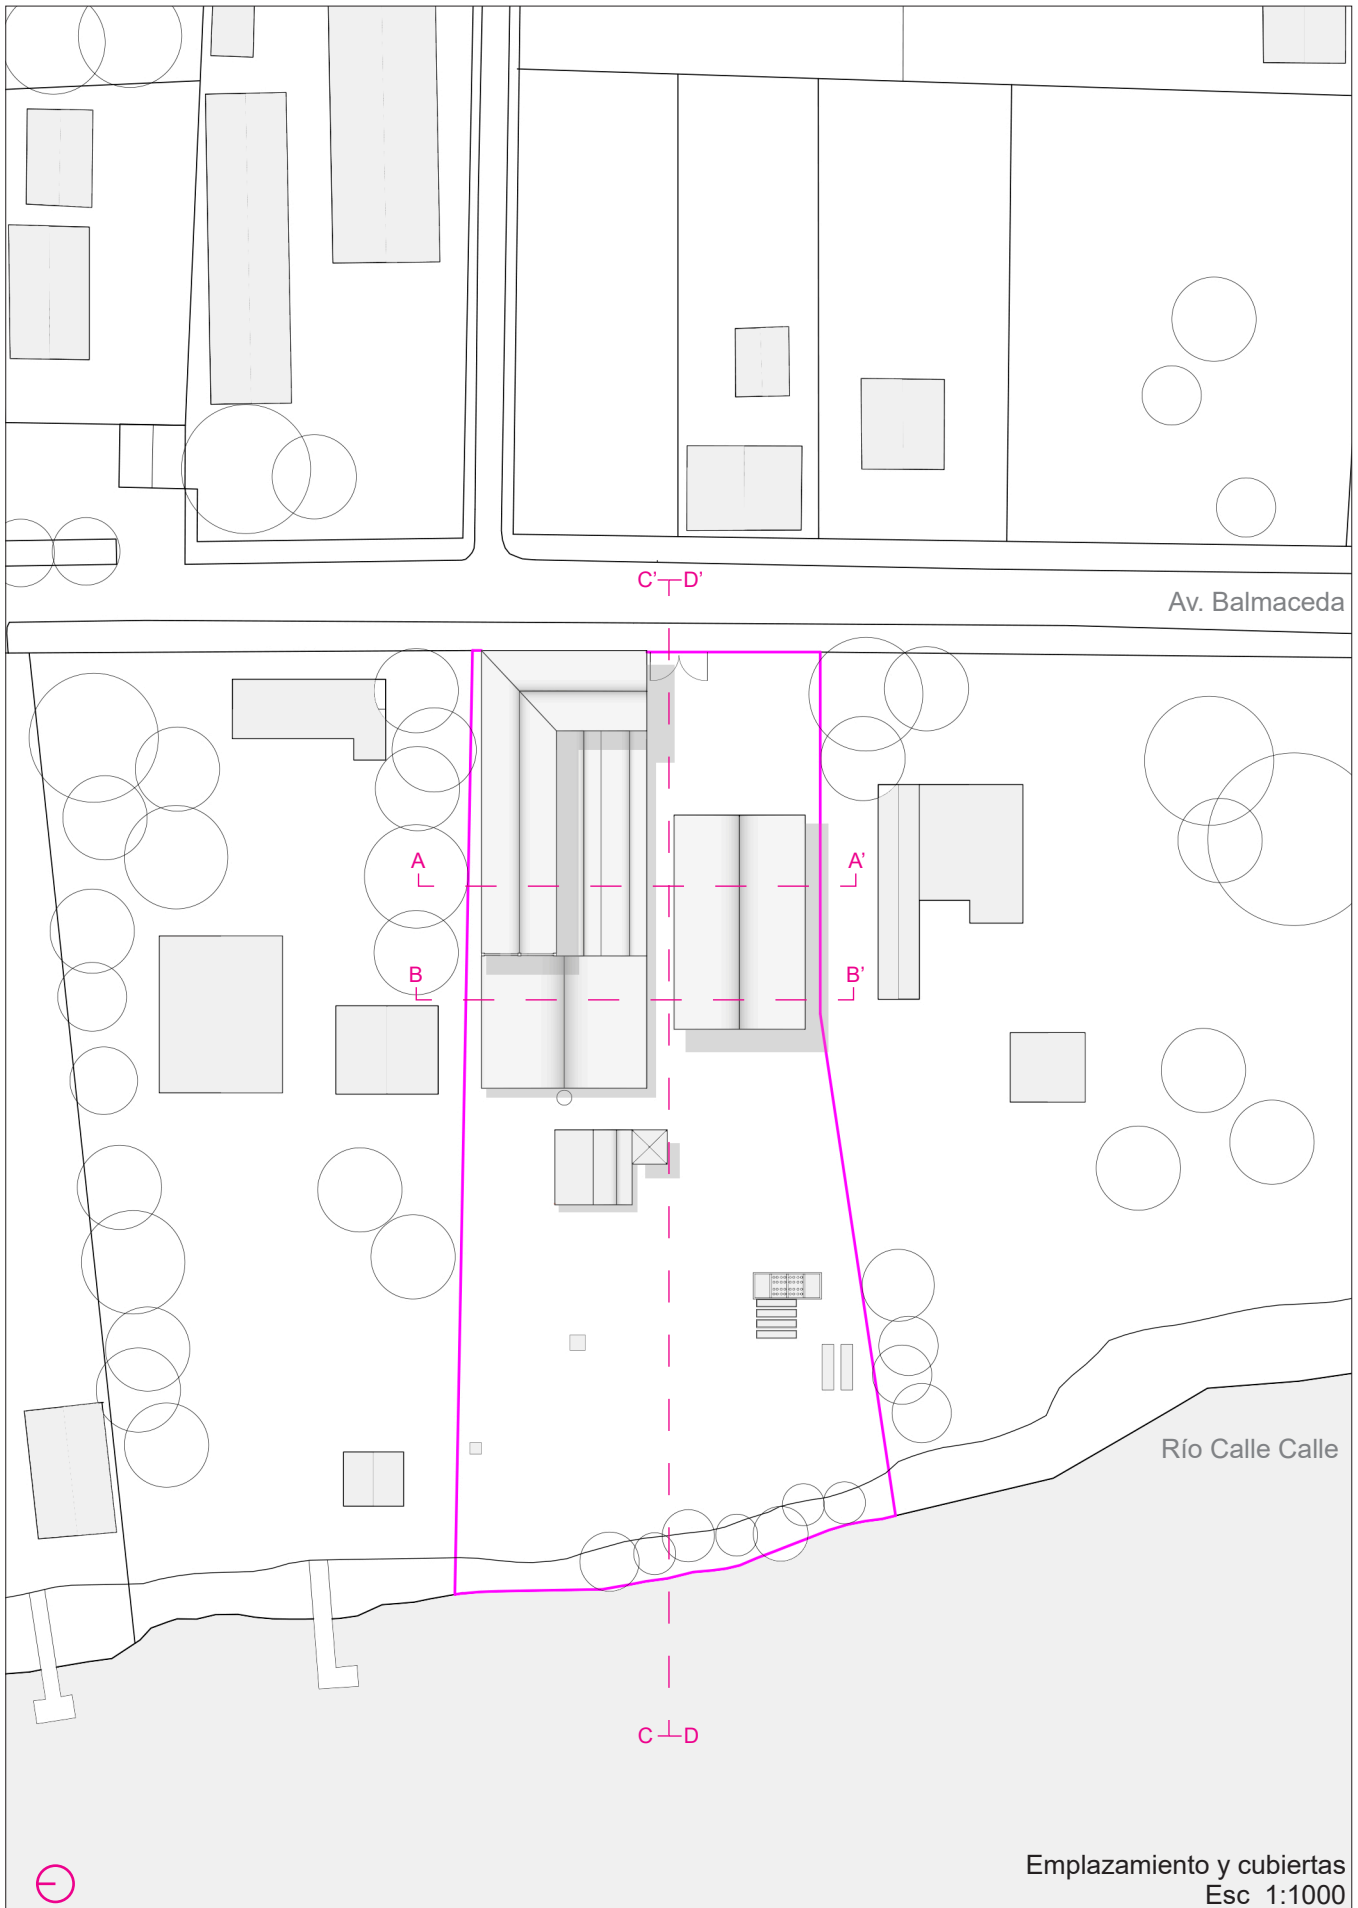 C' D'
Av. Balmaceda
A A'
B B'
Río Calle Calle
C D
Emplazamiento y cubiertas
Esc 1:1000